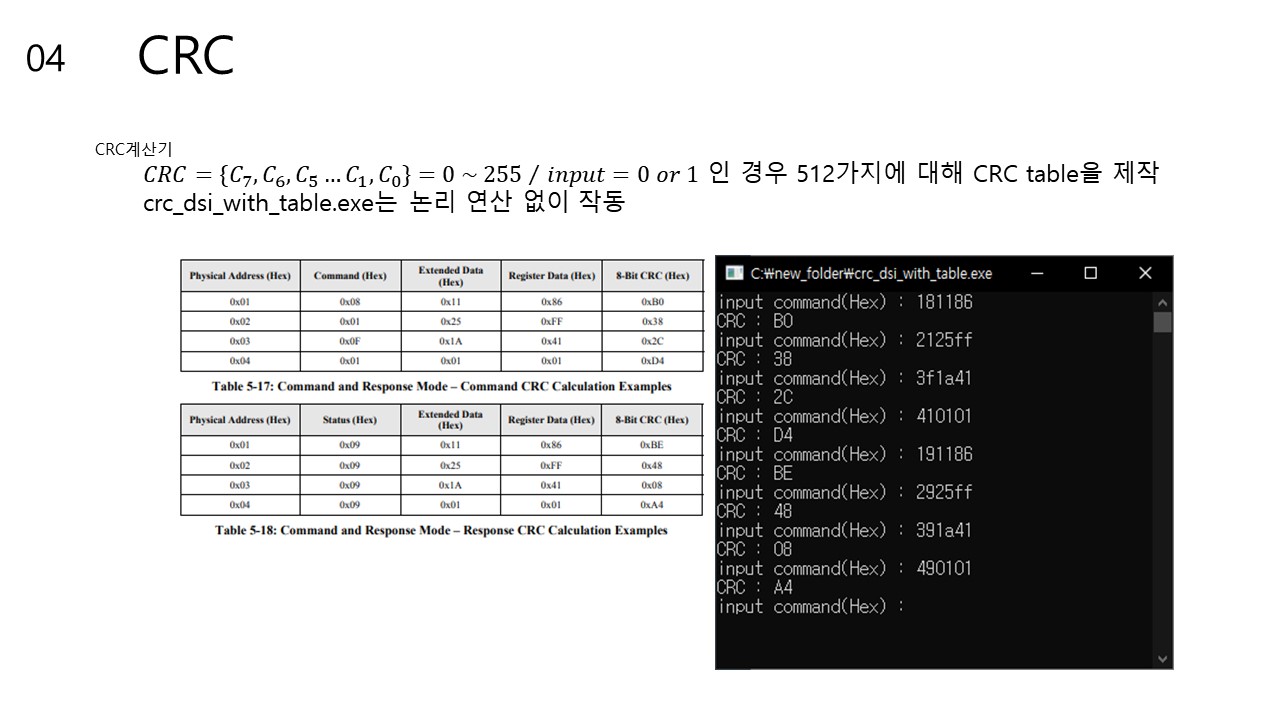 04 CRC
CRC계산기
CRC = {C₇, C₆, C₅ … C₁, C₀} = 0 ~ 255 / input = 0 or 1 인 경우 512가지에 대해 CRC table을 제작
crc_dsi_with_table.exe는 논리 연산 없이 작동
Physical Address (Hex) Command (Hex) Extended Data (Hex) Register Data (Hex) 8-Bit CRC (Hex)
0x01 0x08 0x11 0x86 0xB0
0x02 0x01 0x25 0xFF 0x38
0x03 0x0F 0x1A 0x41 0x2C
0x04 0x01 0x01 0x01 0xD4
Table 5-17: Command and Response Mode – Command CRC Calculation Examples
Physical Address (Hex) Status (Hex) Extended Data (Hex) Register Data (Hex) 8-Bit CRC (Hex)
0x01 0x09 0x11 0x86 0xBE
0x02 0x09 0x25 0xFF 0x48
0x03 0x09 0x1A 0x41 0x08
0x04 0x09 0x01 0x01 0xA4
Table 5-18: Command and Response Mode – Response CRC Calculation Examples
C:₩new_folder₩crc_dsi_with_table.exe
input command(Hex) : 181186
CRC : B0
input command(Hex) : 2125ff
CRC : 38
input command(Hex) : 3f1a41
CRC : 2C
input command(Hex) : 410101
CRC : D4
input command(Hex) : 191186
CRC : BE
input command(Hex) : 2925ff
CRC : 48
input command(Hex) : 391a41
CRC : 08
input command(Hex) : 490101
CRC : A4
input command(Hex) :